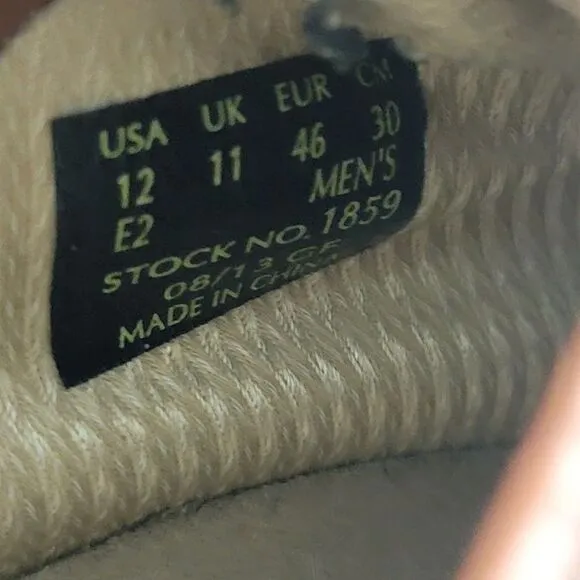 USA UK EUR CM
12 11 46 30
E2 MEN'S
STOCK NO. 1859
08/13 CF
MADE IN CHINA